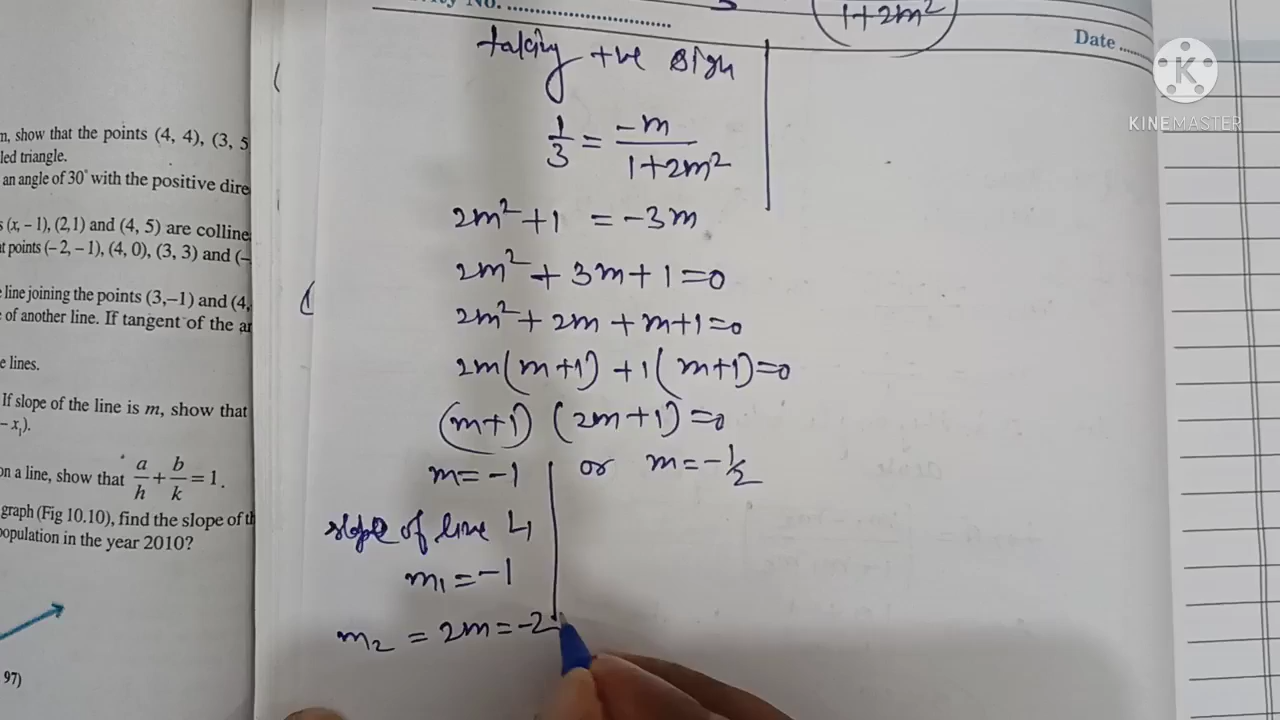 No. ..............................
1+2m²
Date .....
KINEMASTER
taking +ve sign
1/3 = -m/1+2m²
2m²+1 = -3m
2m² + 3m + 1 = 0
2m² + 2m + m+1 = 0
2m(m+1) + 1(m+1) = 0
(m+1) (2m+1) = 0
m = -1 or m = -1/2
slope of line L1
m1 = -1
m2 = 2m = -2
n, show that the points (4, 4), (3, 5
led triangle.
an angle of 30° with the positive dire
s (x, – 1), (2,1) and (4, 5) are colline
t points (– 2, – 1), (4, 0), (3, 3) and (–
line joining the points (3,–1) and (4,
of another line. If tangent of the an
e lines.
If slope of the line is m, show that
– x₁).
on a line, show that a/h + b/k = 1.
graph (Fig 10.10), find the slope of th
population in the year 2010?
97)